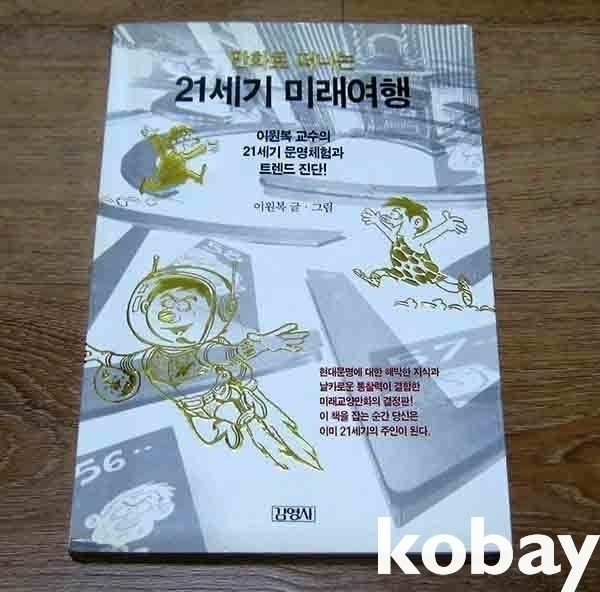 만화로 떠나는
21세기 미래여행
이원복 교수의
21세기 문명체험과
트렌드 진단!
이원복 글·그림
현대문명에 대한 해박한 지식과
날카로운 통찰력이 결합한
미래교양만화의 결정판!
이 책을 잡는 순간 당신은
이미 21세기의 주인이 된다.
56
김영사
kobay